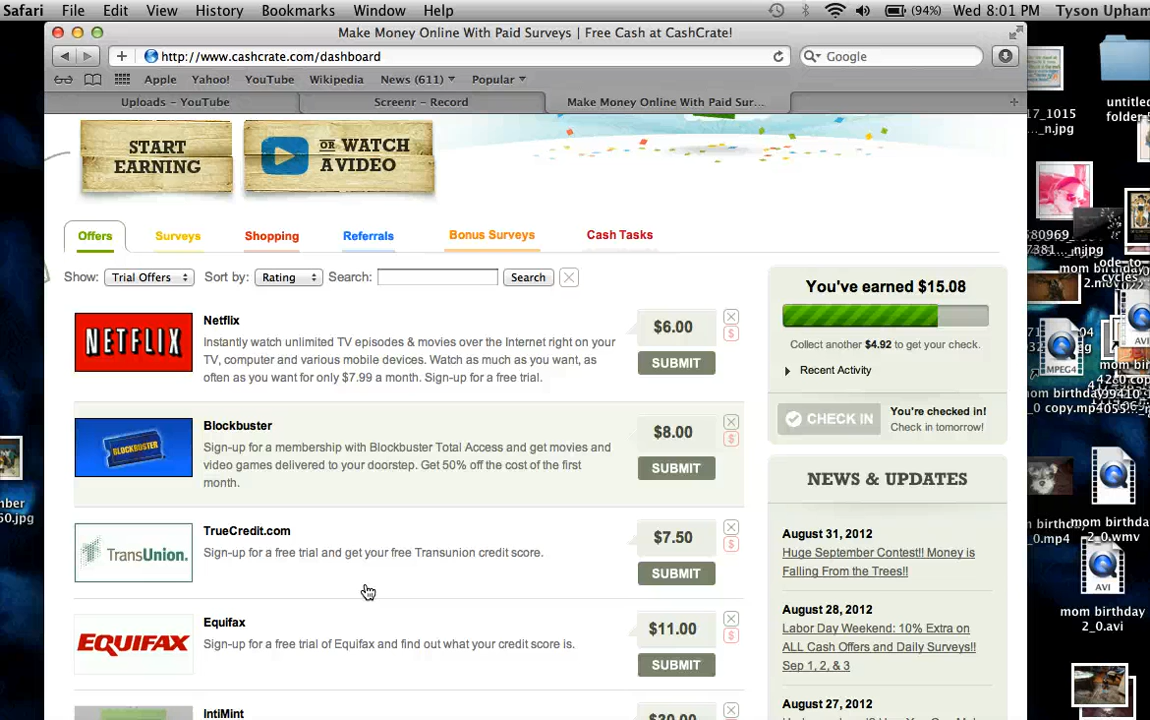 Safari File Edit View History Bookmarks Window Help (94%) Wed 8:01 PM Tyson Upham
Make Money Online With Paid Surveys | Free Cash at CashCrate!
http://www.cashcrate.com/dashboard
Google
Apple Yahoo! YouTube Wikipedia News (611) Popular
Uploads – YouTube
Screenr – Record
Make Money Online With Paid Sur...
START EARNING
OR WATCH
A VIDEO
Offers Surveys Shopping Referrals Bonus Surveys Cash Tasks
Show: Trial Offers Sort by: Rating Search: Search
NETFLIX
Netflix
Instantly watch unlimited TV episodes & movies over the Internet right on your
TV, computer and various mobile devices. Watch as much as you want, as
often as you want for only $7.99 a month. Sign-up for a free trial.
$6.00
SUBMIT
BLOCKBUSTER
Blockbuster
Sign-up for a membership with Blockbuster Total Access and get movies and
video games delivered to your doorstep. Get 50% off the cost of the first
month.
$8.00
SUBMIT
TransUnion.
TrueCredit.com
Sign-up for a free trial and get your free Transunion credit score.
$7.50
SUBMIT
EQUIFAX
Equifax
Sign-up for a free trial of Equifax and find out what your credit score is.
$11.00
SUBMIT
IntiMint
You've earned $15.08
Collect another $4.92 to get your check.
Recent Activity
CHECK IN
You're checked in!
Check in tomorrow!
NEWS & UPDATES
August 31, 2012
Huge September Contest!! Money is
Falling From the Trees!!
August 28, 2012
Labor Day Weekend: 10% Extra on
ALL Cash Offers and Daily Surveys!!
Sep 1, 2, & 3
August 27, 2012
untitled
folder
17_1015
_n.jpg
MPEG4
AVI
mom birthday
2_0.wmv
AVI
mom birthday
2_0.avi